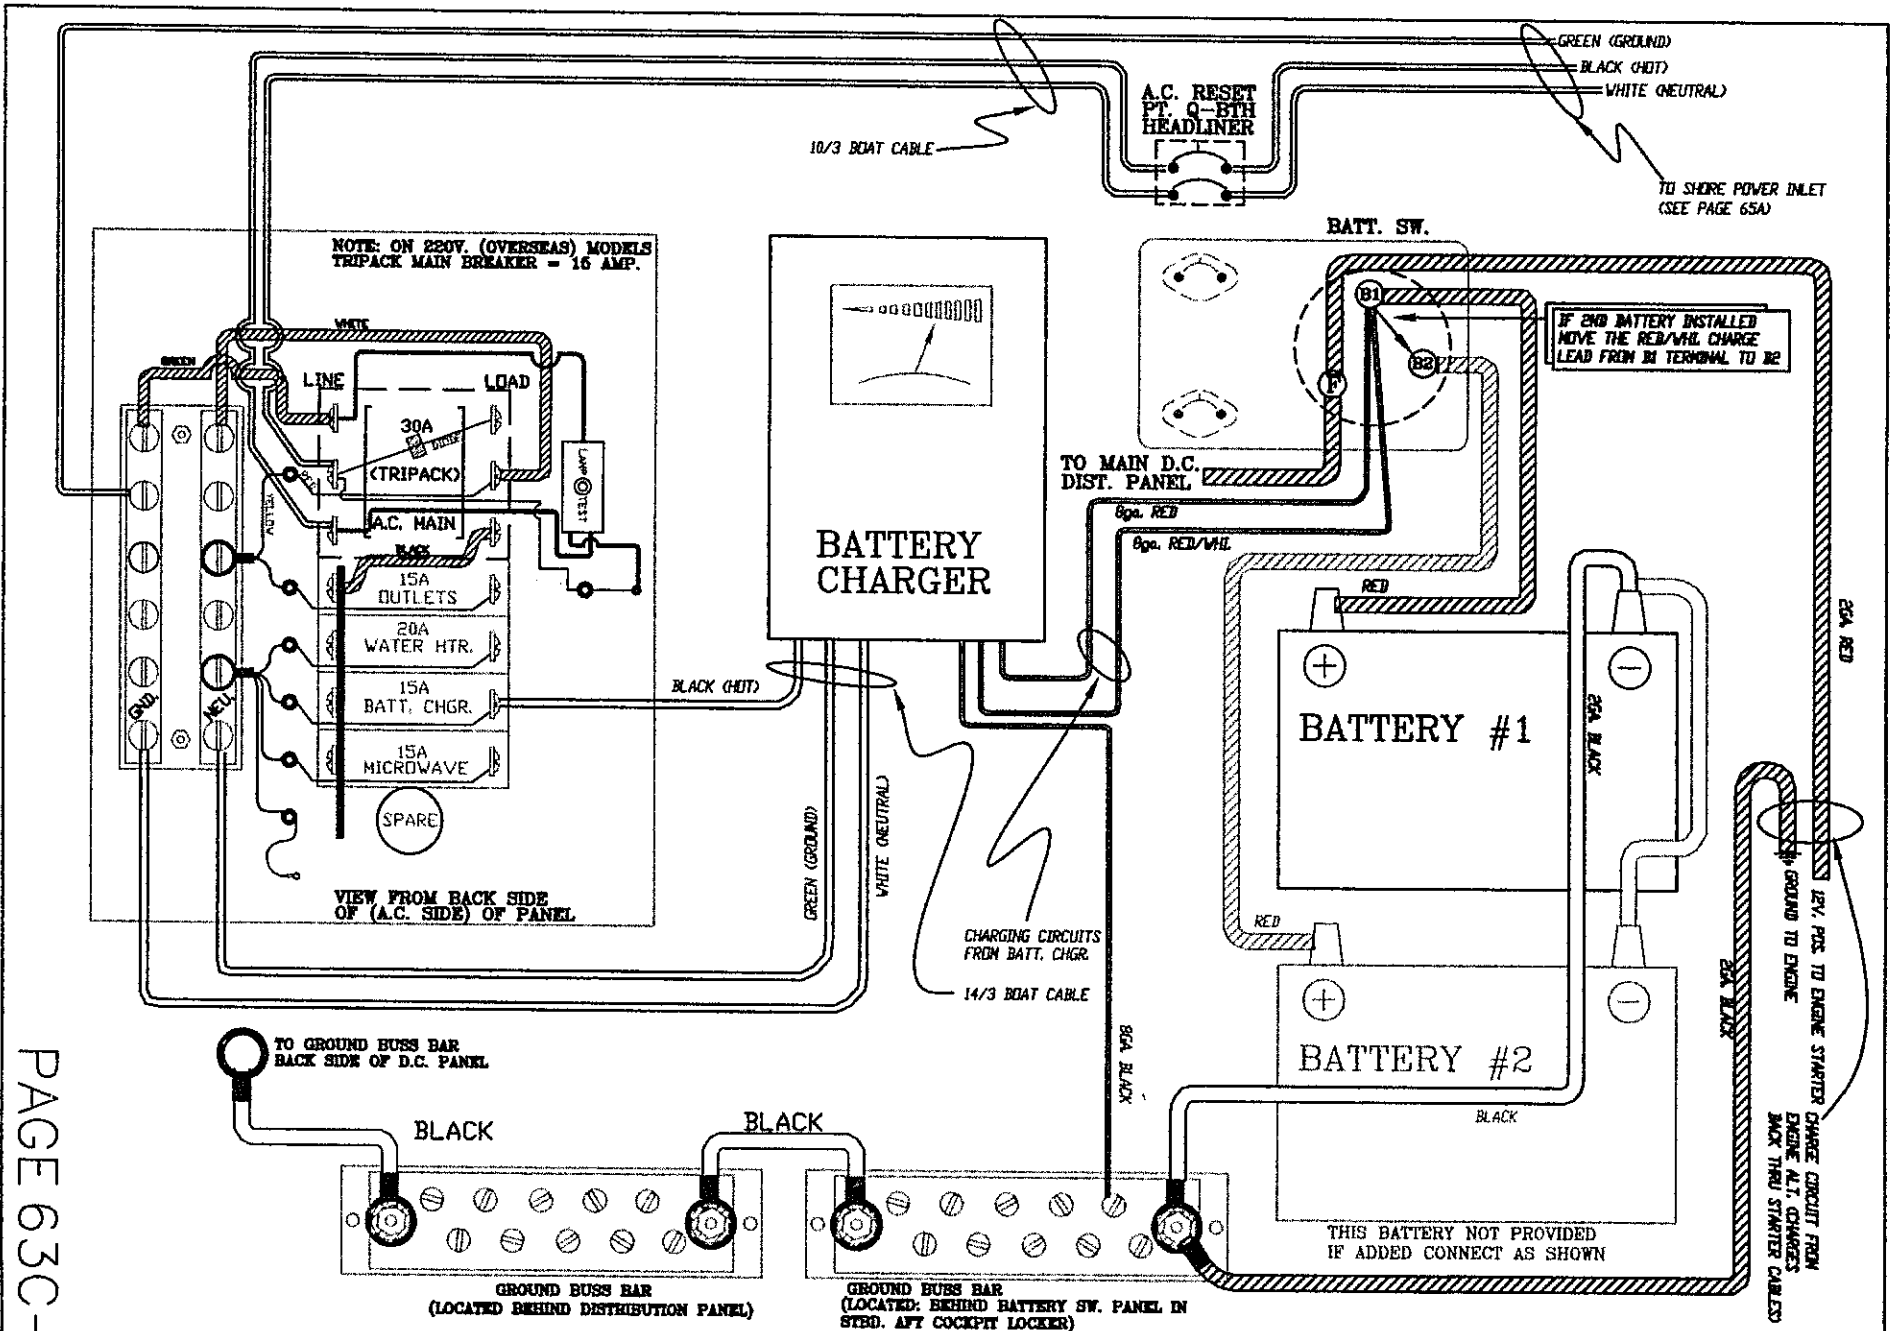 GREEN (GROUND)
BLACK (HOT)
WHITE (NEUTRAL)
A.C. RESET
PT. Q-BTH
HEADLINER
10/3 BOAT CABLE
TO SHORE POWER INLET
(SEE PAGE 65A)
NOTE: ON 220V. (OVERSEAS) MODELS
TRIPACK MAIN BREAKER = 16 AMP.
BATT. SW.
B1
B2
F
IF 2ND BATTERY INSTALLED
MOVE THE RED/WHI. CHARGE
LEAD FROM B1 TERMINAL TO B2
WHITE
GREEN
LINE
LOAD
30A
(TRIPACK)
A.C. MAIN
BLACK
YELLOW
LAMP
TEST
15A
OUTLETS
20A
WATER HTR.
15A
BATT. CHGR.
15A
MICROWAVE
SPARE
GND.
NEU.
VIEW FROM BACK SIDE
OF (A.C. SIDE) OF PANEL
BATTERY
CHARGER
TO MAIN D.C.
DIST. PANEL
8ga. RED
8ga. RED/WHI.
BLACK (HOT)
GREEN (GROUND)
WHITE (NEUTRAL)
CHARGING CIRCUITS
FROM BATT. CHGR.
14/3 BOAT CABLE
8GA BLACK
RED
+
−
BATTERY #1
2GA BLACK
2GA RED
RED
+
−
BATTERY #2
BLACK
THIS BATTERY NOT PROVIDED
IF ADDED CONNECT AS SHOWN
2GA BLACK
GROUND TO ENGINE
12V. POS. TO ENGINE STARTER
CHARGE CIRCUIT FROM
ENGINE ALT. (CHARGES
BACK THRU STARTER CABLES)
TO GROUND BUSS BAR
BACK SIDE OF D.C. PANEL
BLACK
BLACK
GROUND BUSS BAR
(LOCATED BEHIND DISTRIBUTION PANEL)
GROUND BUSS BAR
(LOCATED: BEHIND BATTERY SW. PANEL IN
STBD. AFT COCKPIT LOCKER)
PAGE 63C-